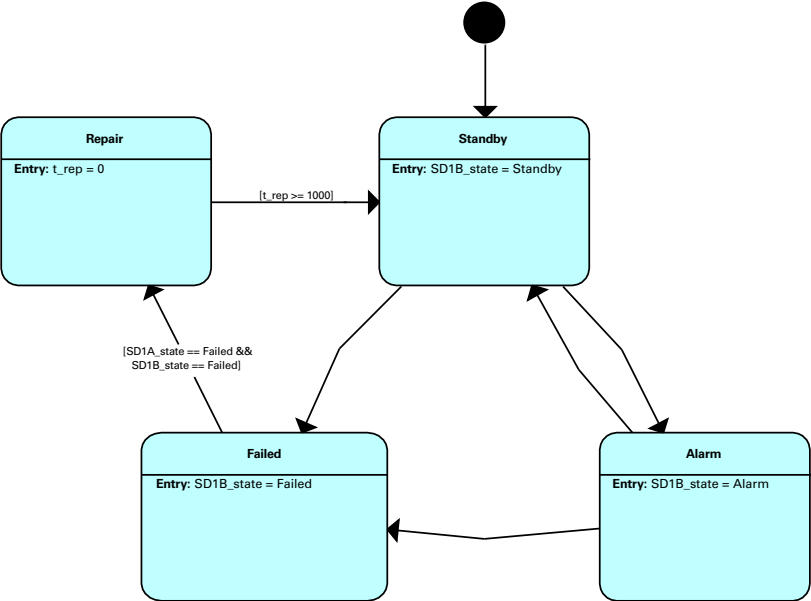 Repair
Entry: t_rep = 0
[t_rep >= 1000]
Standby
Entry: SD1B_state = Standby
[SD1A_state == Failed &&
SD1B_state == Failed]
Failed
Entry: SD1B_state = Failed
Alarm
Entry: SD1B_state = Alarm